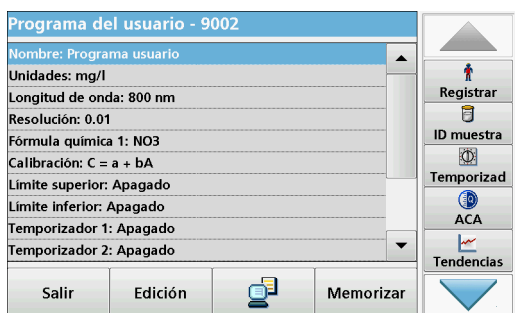 Programa del usuario - 9002
Nombre: Programa usuario
Unidades: mg/l
Longitud de onda: 800 nm
Resolución: 0.01
Fórmula química 1: NO3
Calibración: C = a + bA
Límite superior: Apagado
Límite inferior: Apagado
Temporizador 1: Apagado
Temporizador 2: Apagado
Salir
Edición
Memorizar
Registrar
ID muestra
Temporizad
ACA
Tendencias